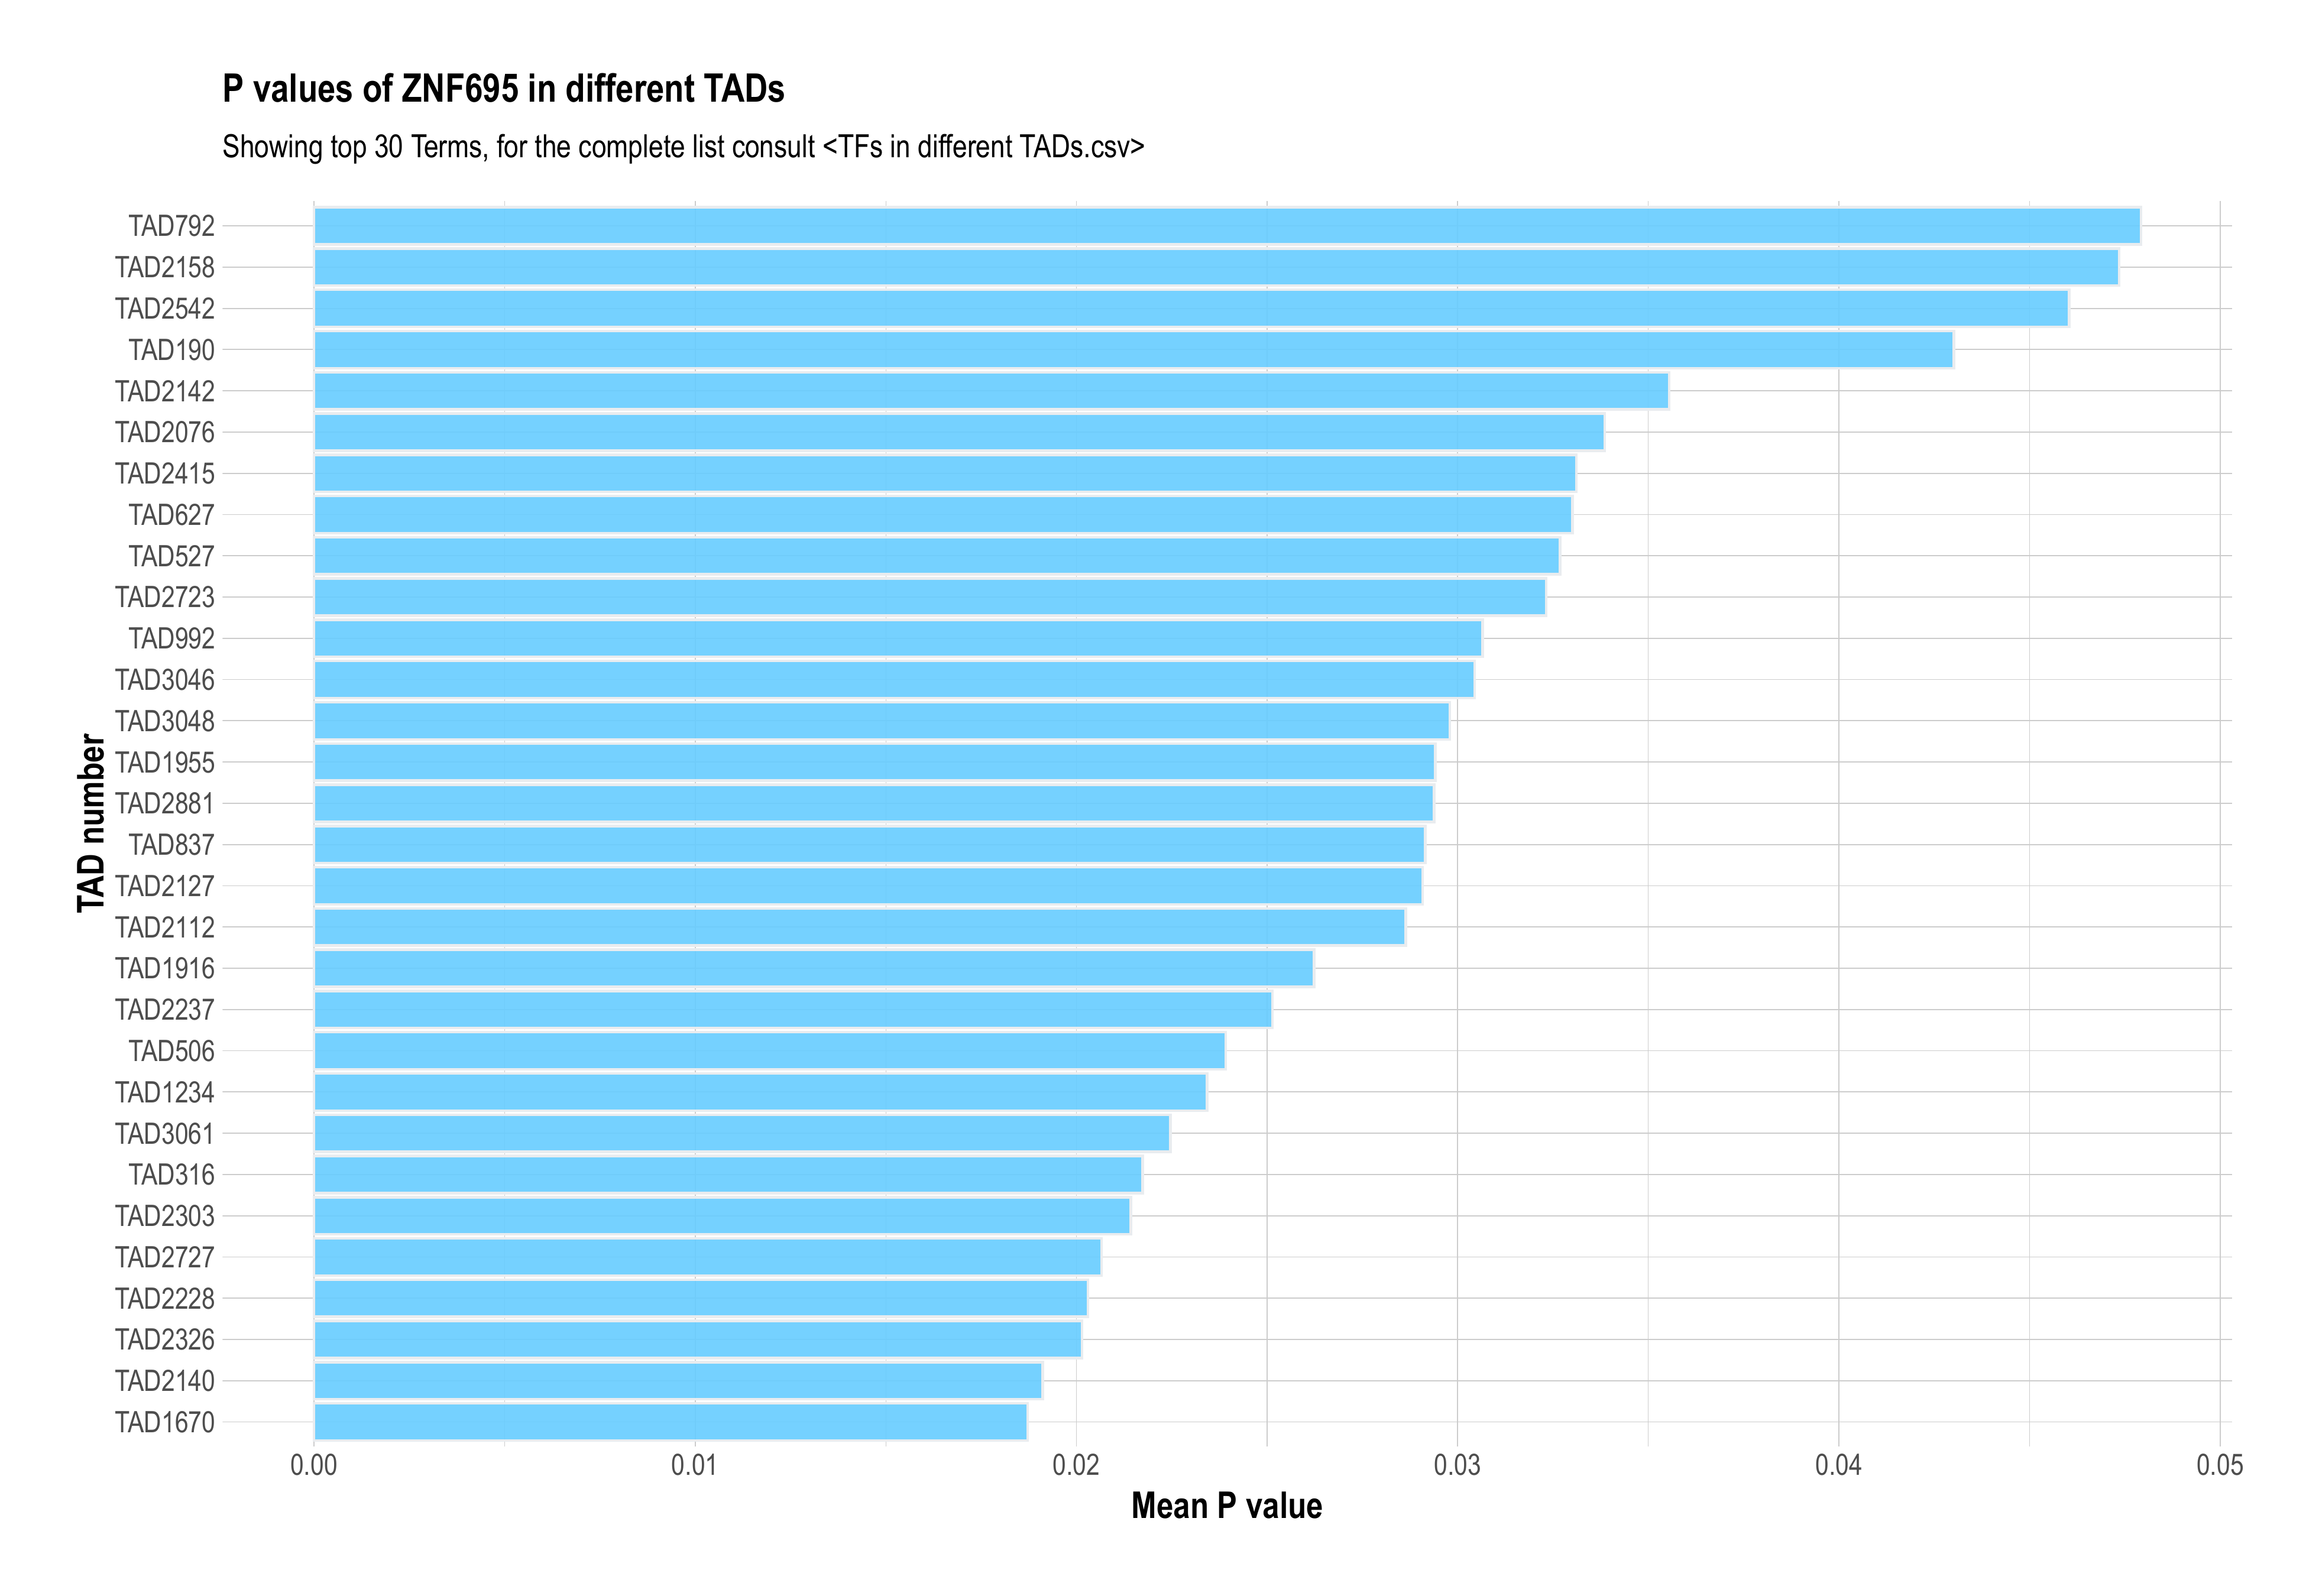 P values of ZNF695 in different TADs
Showing top 30 Terms, for the complete list consult <TFs in different TADs.csv>
TAD792
TAD2158
TAD2542
TAD190
TAD2142
TAD2076
TAD2415
TAD627
TAD527
TAD2723
TAD992
TAD3046
TAD3048
TAD1955
TAD2881
TAD837
TAD2127
TAD2112
TAD1916
TAD2237
TAD506
TAD1234
TAD3061
TAD316
TAD2303
TAD2727
TAD2228
TAD2326
TAD2140
TAD1670
TAD number
0.00 0.01 0.02 0.03 0.04 0.05
Mean P value